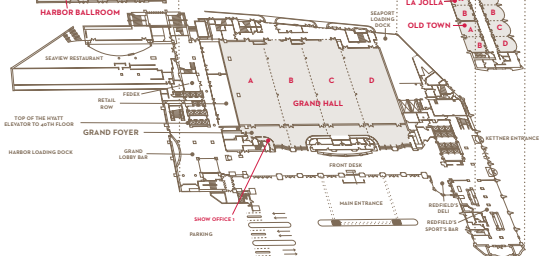 HARBOR BALLROOM
SEAPORT
LOADING
DOCK
LA JOLLA
B
B
OLD TOWN
A
C
B
D
SEAVIEW RESTAURANT
A
B
C
D
FEDEX
RETAIL
ROW
GRAND HALL
TOP OF THE HYATT
ELEVATOR TO 40TH FLOOR
GRAND FOYER
KETTNER ENTRANCE
HARBOR LOADING DOCK
GRAND
LOBBY BAR
FRONT DESK
MAIN ENTRANCE
REDFIELD'S
DELI
SHOW OFFICE 1
REDFIELD'S
SPORT'S BAR
PARKING